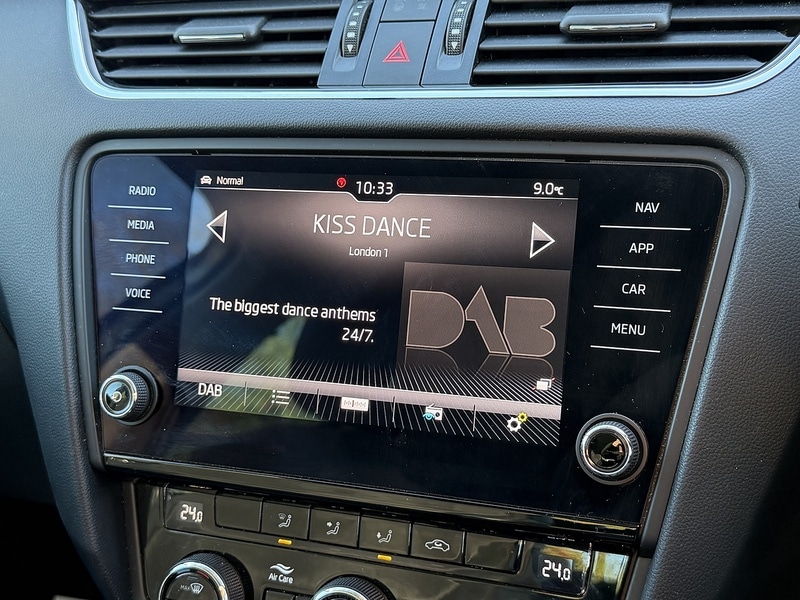 Normal
10:33
9.0°C
RADIO
MEDIA
PHONE
VOICE
NAV
APP
CAR
MENU
KISS DANCE
London 1
The biggest dance anthems
24/7.
DAB
DAB
24.0
24.0
Air Care
MAX